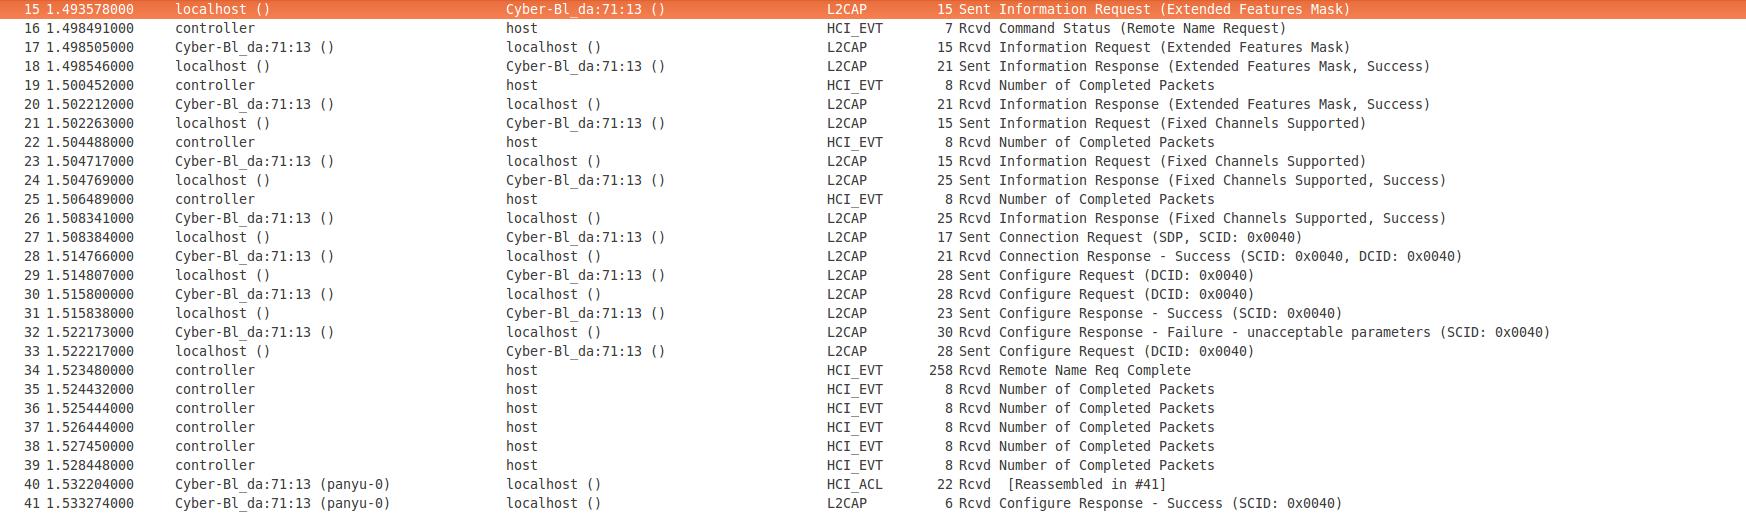 15 1.493578000 localhost () Cyber-Bl_da:71:13 () L2CAP 15 Sent Information Request (Extended Features Mask)
16 1.498491000 controller host HCI_EVT 7 Rcvd Command Status (Remote Name Request)
17 1.498505000 Cyber-Bl_da:71:13 () localhost () L2CAP 15 Rcvd Information Request (Extended Features Mask)
18 1.498546000 localhost () Cyber-Bl_da:71:13 () L2CAP 21 Sent Information Response (Extended Features Mask, Success)
19 1.500452000 controller host HCI_EVT 8 Rcvd Number of Completed Packets
20 1.502212000 Cyber-Bl_da:71:13 () localhost () L2CAP 21 Rcvd Information Response (Extended Features Mask, Success)
21 1.502263000 localhost () Cyber-Bl_da:71:13 () L2CAP 15 Sent Information Request (Fixed Channels Supported)
22 1.504488000 controller host HCI_EVT 8 Rcvd Number of Completed Packets
23 1.504717000 Cyber-Bl_da:71:13 () localhost () L2CAP 15 Rcvd Information Request (Fixed Channels Supported)
24 1.504769000 localhost () Cyber-Bl_da:71:13 () L2CAP 25 Sent Information Response (Fixed Channels Supported, Success)
25 1.506489000 controller host HCI_EVT 8 Rcvd Number of Completed Packets
26 1.508341000 Cyber-Bl_da:71:13 () localhost () L2CAP 25 Rcvd Information Response (Fixed Channels Supported, Success)
27 1.508384000 localhost () Cyber-Bl_da:71:13 () L2CAP 17 Sent Connection Request (SDP, SCID: 0x0040)
28 1.514766000 Cyber-Bl_da:71:13 () localhost () L2CAP 21 Rcvd Connection Response - Success (SCID: 0x0040, DCID: 0x0040)
29 1.514807000 localhost () Cyber-Bl_da:71:13 () L2CAP 28 Sent Configure Request (DCID: 0x0040)
30 1.515800000 Cyber-Bl_da:71:13 () localhost () L2CAP 28 Rcvd Configure Request (DCID: 0x0040)
31 1.515838000 localhost () Cyber-Bl_da:71:13 () L2CAP 23 Sent Configure Response - Success (SCID: 0x0040)
32 1.522173000 Cyber-Bl_da:71:13 () localhost () L2CAP 30 Rcvd Configure Response - Failure - unacceptable parameters (SCID: 0x0040)
33 1.522217000 localhost () Cyber-Bl_da:71:13 () L2CAP 28 Sent Configure Request (DCID: 0x0040)
34 1.523480000 controller host HCI_EVT 258 Rcvd Remote Name Req Complete
35 1.524432000 controller host HCI_EVT 8 Rcvd Number of Completed Packets
36 1.525444000 controller host HCI_EVT 8 Rcvd Number of Completed Packets
37 1.526444000 controller host HCI_EVT 8 Rcvd Number of Completed Packets
38 1.527450000 controller host HCI_EVT 8 Rcvd Number of Completed Packets
39 1.528448000 controller host HCI_EVT 8 Rcvd Number of Completed Packets
40 1.532204000 Cyber-Bl_da:71:13 (panyu-0) localhost () HCI_ACL 22 Rcvd [Reassembled in #41]
41 1.533274000 Cyber-Bl_da:71:13 (panyu-0) localhost () L2CAP 6 Rcvd Configure Response - Success (SCID: 0x0040)